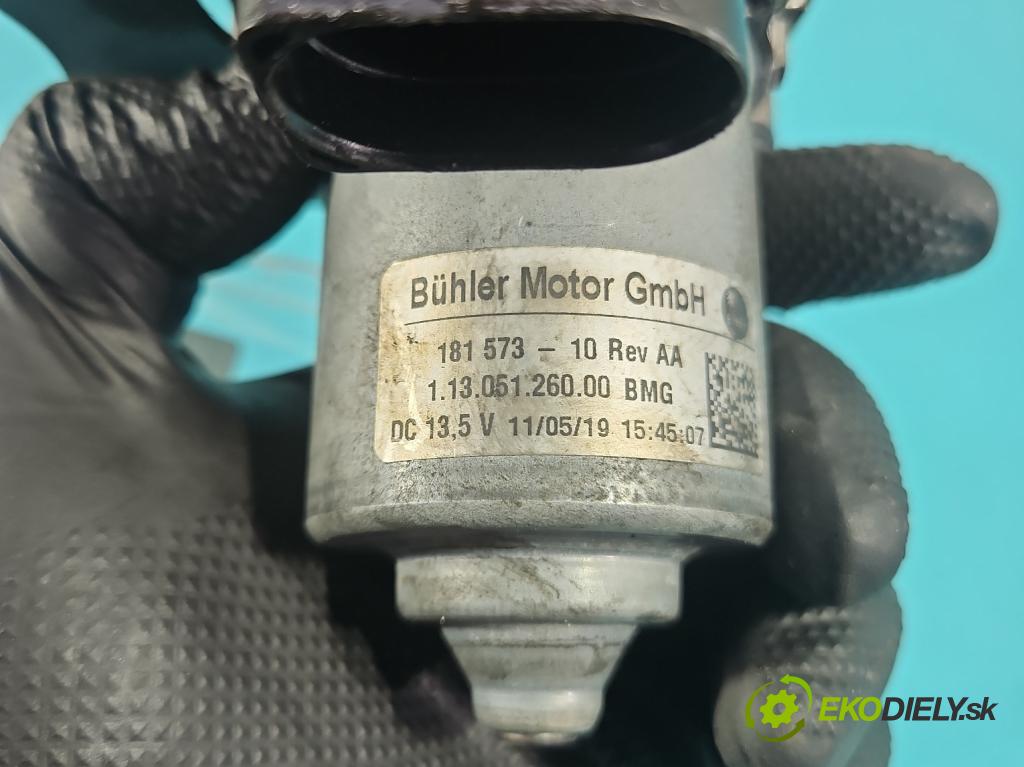 Bühler Motor GmbH
181 573 - 10 Rev AA
1.13.051.260.00 BMG
DC 13,5 V 11/05/19 15:45:07
EKODIELY.sk